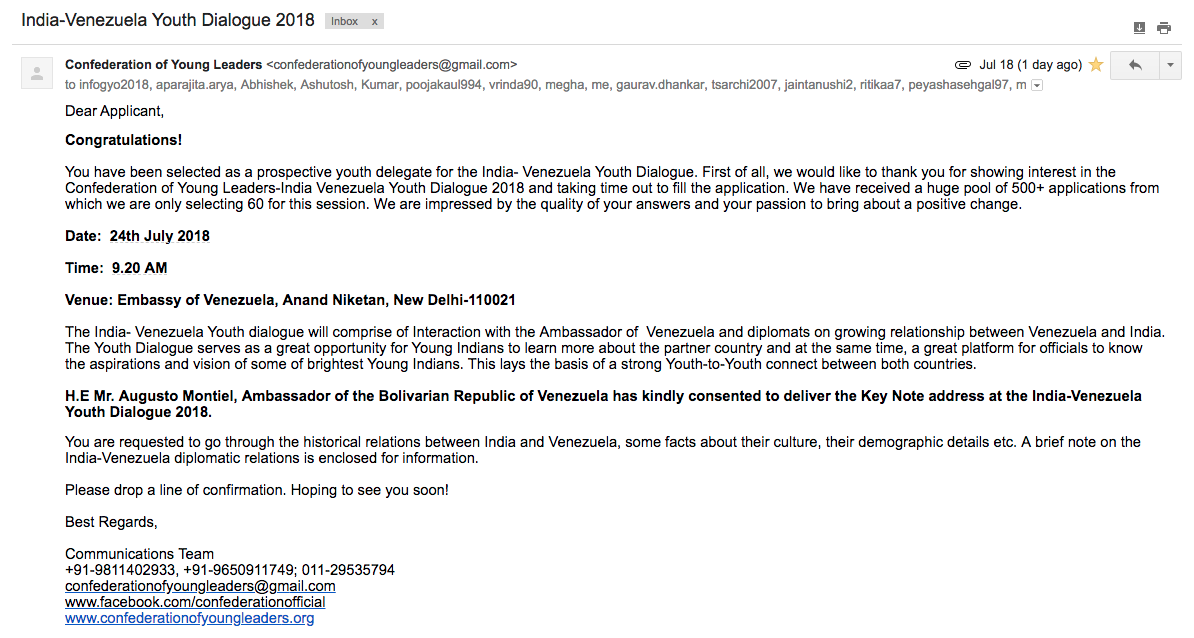 India-Venezuela Youth Dialogue 2018 Inbox x
Confederation of Young Leaders <confederationofyoungleaders@gmail.com> Jul 18 (1 day ago)
to infogyo2018, aparajita.arya, Abhishek, Ashutosh, Kumar, poojakaul994, vrinda90, megha, me, gaurav.dhankar, tsarchi2007, jaintanushi2, ritikaa7, peyashasehgal97, m
Dear Applicant,
Congratulations!
You have been selected as a prospective youth delegate for the India- Venezuela Youth Dialogue. First of all, we would like to thank you for showing interest in the
Confederation of Young Leaders-India Venezuela Youth Dialogue 2018 and taking time out to fill the application. We have received a huge pool of 500+ applications from
which we are only selecting 60 for this session. We are impressed by the quality of your answers and your passion to bring about a positive change.
Date: 24th July 2018
Time: 9.20 AM
Venue: Embassy of Venezuela, Anand Niketan, New Delhi-110021
The India- Venezuela Youth dialogue will comprise of Interaction with the Ambassador of Venezuela and diplomats on growing relationship between Venezuela and India.
The Youth Dialogue serves as a great opportunity for Young Indians to learn more about the partner country and at the same time, a great platform for officials to know
the aspirations and vision of some of brightest Young Indians. This lays the basis of a strong Youth-to-Youth connect between both countries.
H.E Mr. Augusto Montiel, Ambassador of the Bolivarian Republic of Venezuela has kindly consented to deliver the Key Note address at the India-Venezuela
Youth Dialogue 2018.
You are requested to go through the historical relations between India and Venezuela, some facts about their culture, their demographic details etc. A brief note on the
India-Venezuela diplomatic relations is enclosed for information.
Please drop a line of confirmation. Hoping to see you soon!
Best Regards,
Communications Team
+91-9811402933, +91-9650911749; 011-29535794
confederationofyoungleaders@gmail.com
www.facebook.com/confederationofficial
www.confederationofyoungleaders.org